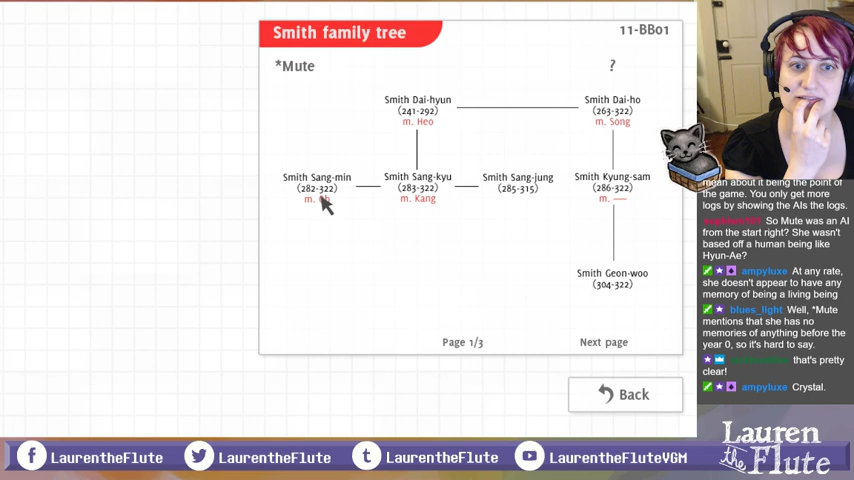 Smith family tree
11-BB01
*Mute
?
Smith Dai-hyun
(241-292)
m. Heo
Smith Dai-ho
(263-322)
m. Song
Smith Sang-min
(282-322)
m.
Smith Sang-kyu
(283-322)
m. Kang
Smith Sang-jung
(285-315)
Smith Kyung-sam
(286-322)
m. —
Smith Geon-woo
(304-322)
Page 1/3
Next page
Back
mean about it being the point of
the game. You only get more
logs by showing the AIs the logs.
So Mute was an AI
from the start right? She wasn't
based off a human being like
Hyun-Ae?
ampyluxe At any rate,
she doesn't appear to have any
memory of being a living being
blues_light Well, *Mute
mentions that she has no
memories of anything before the
year 0, so it's hard to say.
that's pretty
clear!
ampyluxe Crystal.
LaurentheFlute
LaurentheFlute
LaurentheFlute
LaurentheFluteVGM
Lauren
the Flute